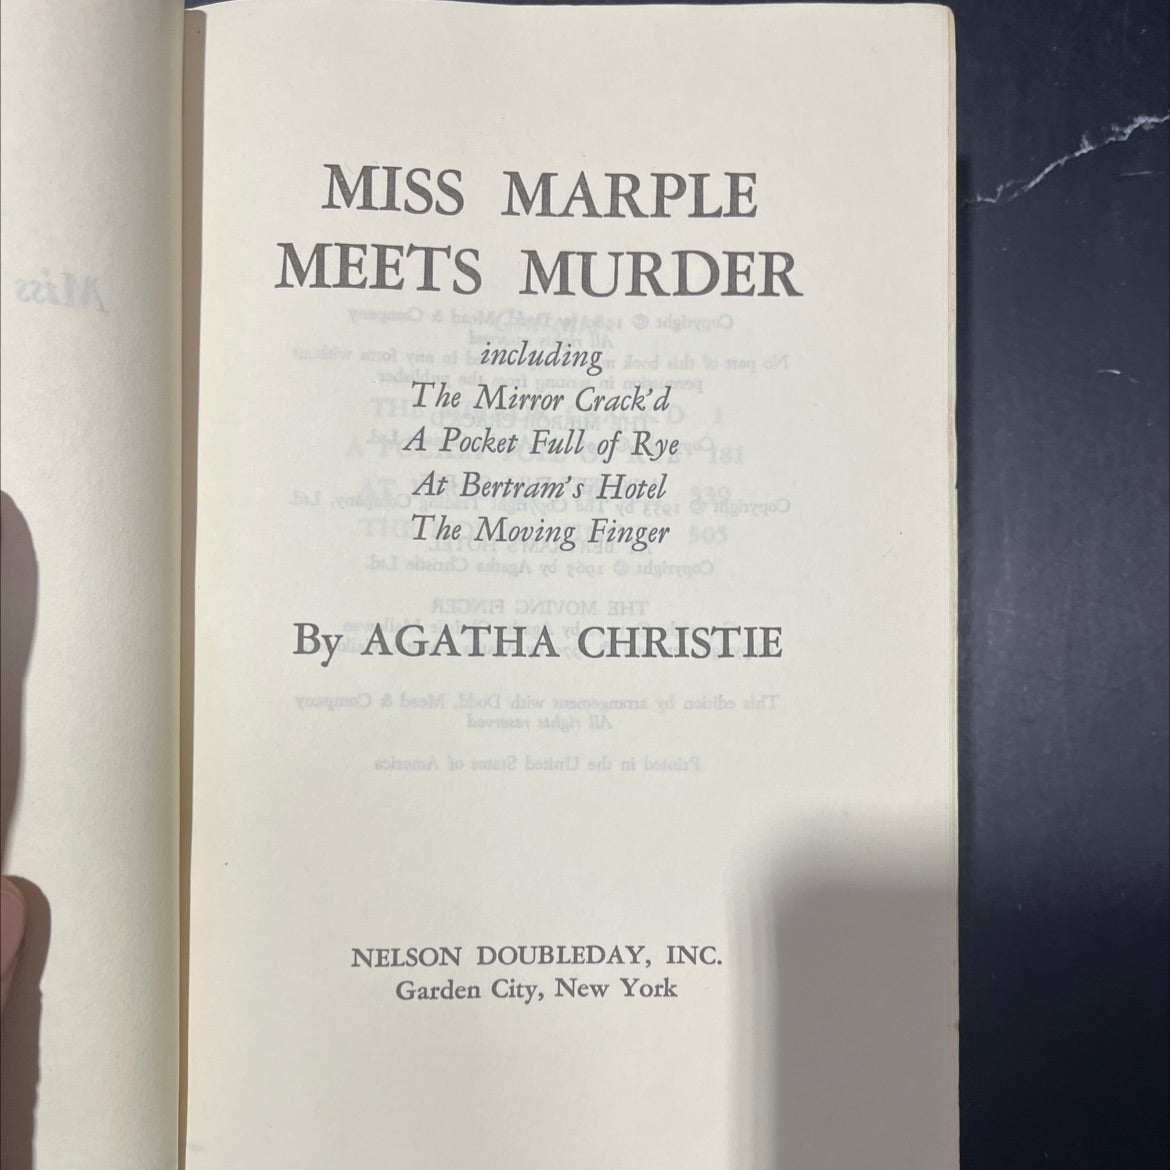 MISS MARPLE
MEETS MURDER
including
The Mirror Crack'd
A Pocket Full of Rye
At Bertram's Hotel
The Moving Finger
By AGATHA CHRISTIE
NELSON DOUBLEDAY, INC.
Garden City, New York